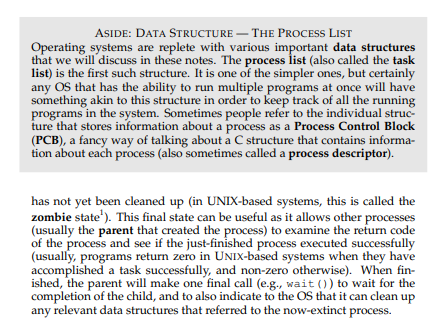 ASIDE: DATA STRUCTURE — THE PROCESS LIST
Operating systems are replete with various important data structures
that we will discuss in these notes. The process list (also called the task
list) is the first such structure. It is one of the simpler ones, but certainly
any OS that has the ability to run multiple programs at once will have
something akin to this structure in order to keep track of all the running
programs in the system. Sometimes people refer to the individual struc-
ture that stores information about a process as a Process Control Block
(PCB), a fancy way of talking about a C structure that contains informa-
tion about each process (also sometimes called a process descriptor).
has not yet been cleaned up (in UNIX-based systems, this is called the
zombie state1). This final state can be useful as it allows other processes
(usually the parent that created the process) to examine the return code
of the process and see if the just-finished process executed successfully
(usually, programs return zero in UNIX-based systems when they have
accomplished a task successfully, and non-zero otherwise). When fin-
ished, the parent will make one final call (e.g., wait()) to wait for the
completion of the child, and to also indicate to the OS that it can clean up
any relevant data structures that referred to the now-extinct process.